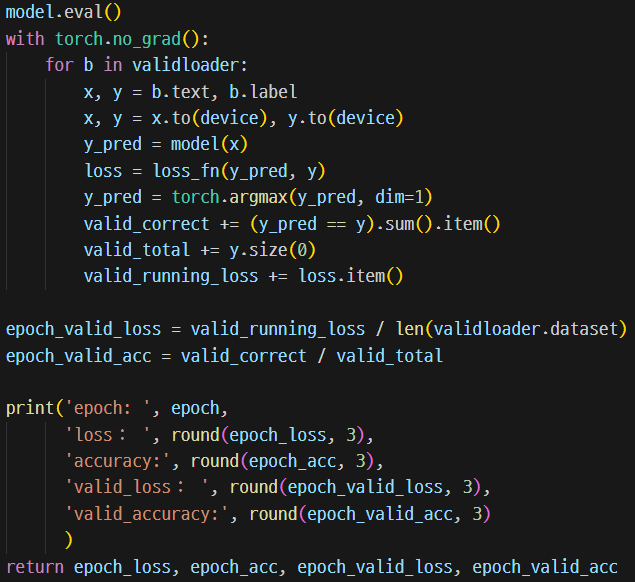 model.eval()
with torch.no_grad():
    for b in validloader:
        x, y = b.text, b.label
        x, y = x.to(device), y.to(device)
        y_pred = model(x)
        loss = loss_fn(y_pred, y)
        y_pred = torch.argmax(y_pred, dim=1)
        valid_correct += (y_pred == y).sum().item()
        valid_total += y.size(0)
        valid_running_loss += loss.item()

epoch_valid_loss = valid_running_loss / len(validloader.dataset)
epoch_valid_acc = valid_correct / valid_total

print('epoch: ', epoch,
      'loss： ', round(epoch_loss, 3),
      'accuracy:', round(epoch_acc, 3),
      'valid_loss： ', round(epoch_valid_loss, 3),
      'valid_accuracy:', round(epoch_valid_acc, 3)
      )
return epoch_loss, epoch_acc, epoch_valid_loss, epoch_valid_acc